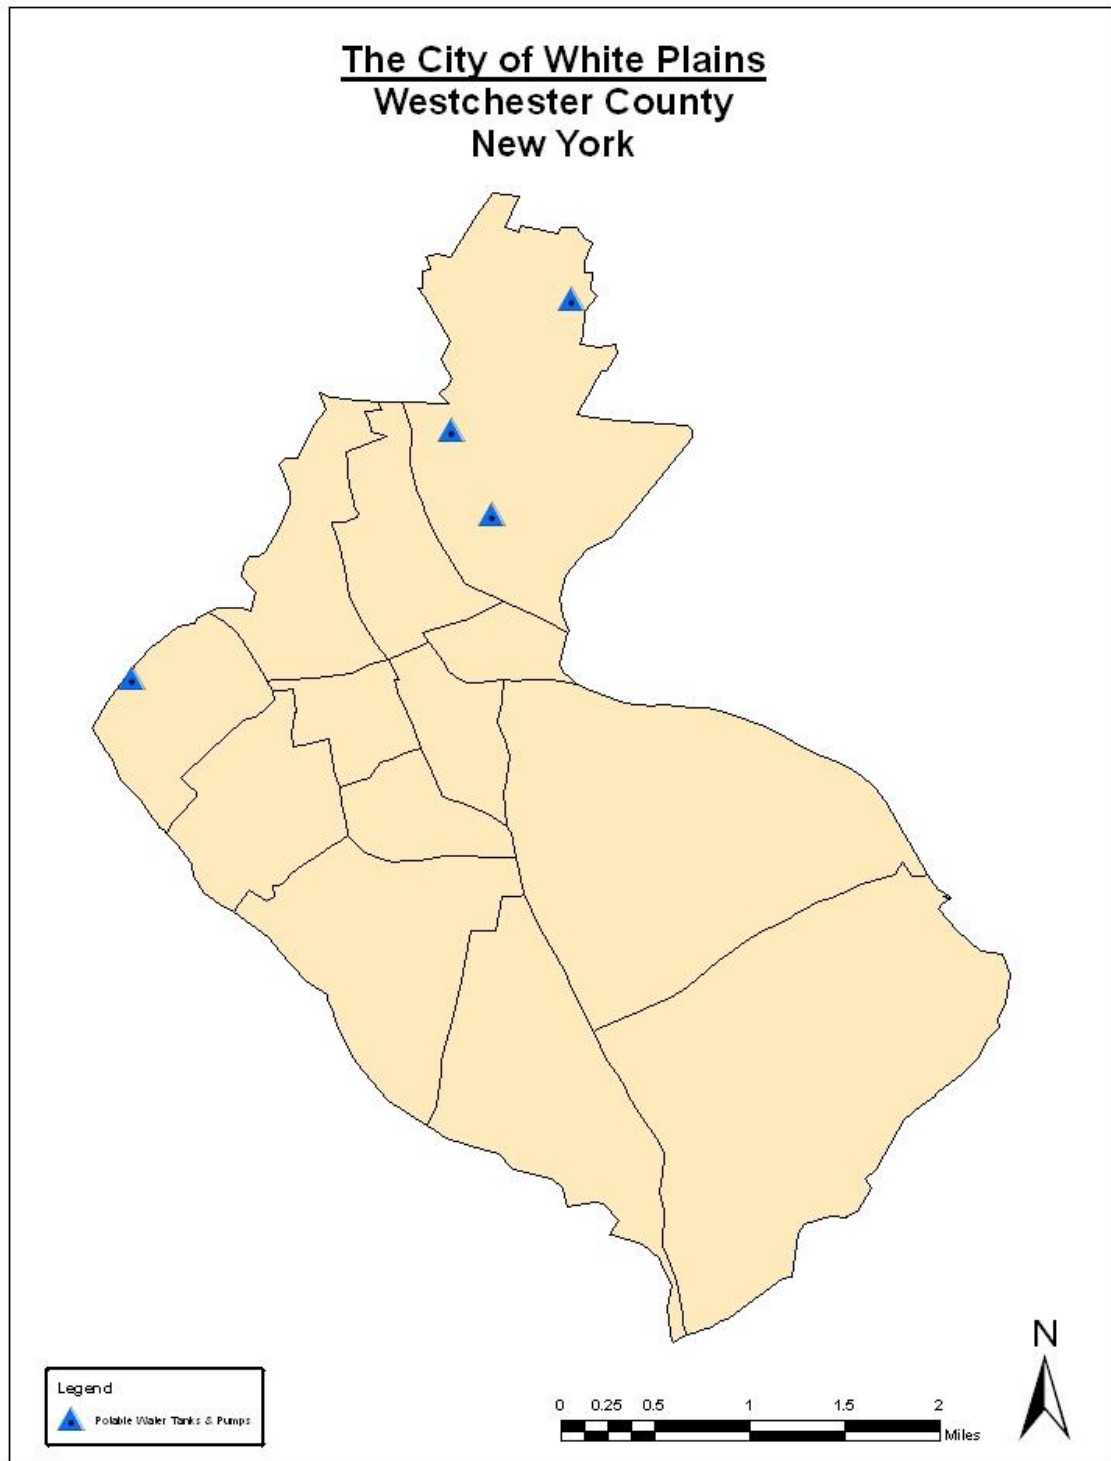 The City of White Plains
Westchester County
New York
N
Legend
Potable Water Tanks & Pumps
0 0.25 0.5 1 1.5 2
Miles